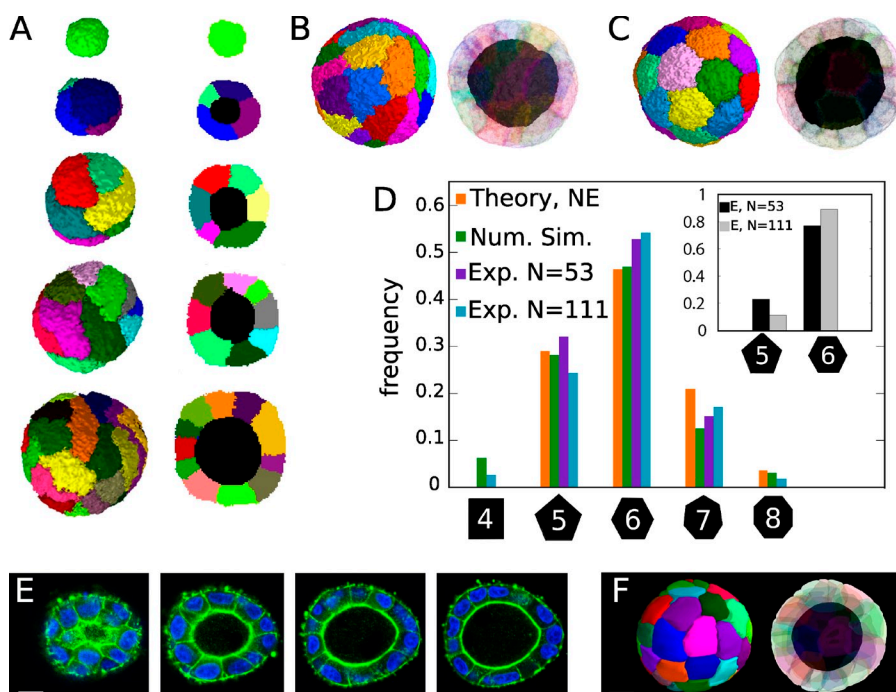 A
B
C
D
0.6
0.5
0.4
0.3
0.2
0.1
0
frequency
Theory, NE
Num. Sim.
Exp. N=53
Exp. N=111
1
0.8
0.6
0.4
0.2
0
E, N=53
E, N=111
5 6
4 5 6 7 8
E
F